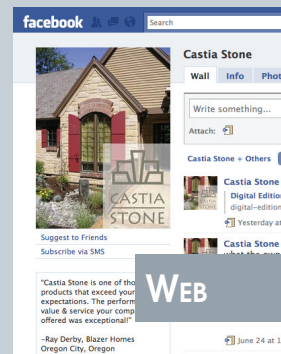 facebook
Search
Castia Stone
Wall Info Phot
Write something...
Attach:
Castia Stone + Others
CASTIA
STONE
Castia Stone
Digital Editio
digital-edition
Yesterday at
Suggest to Friends
Subscribe via SMS
Castia Stone
"Castia Stone is one of tho
products that exceed your
expectations. The perform
value & service your comp
offered was exceptional!"
WEB
–Ray Derby, Blazer Homes
Oregon City, Oregon
June 24 at 1